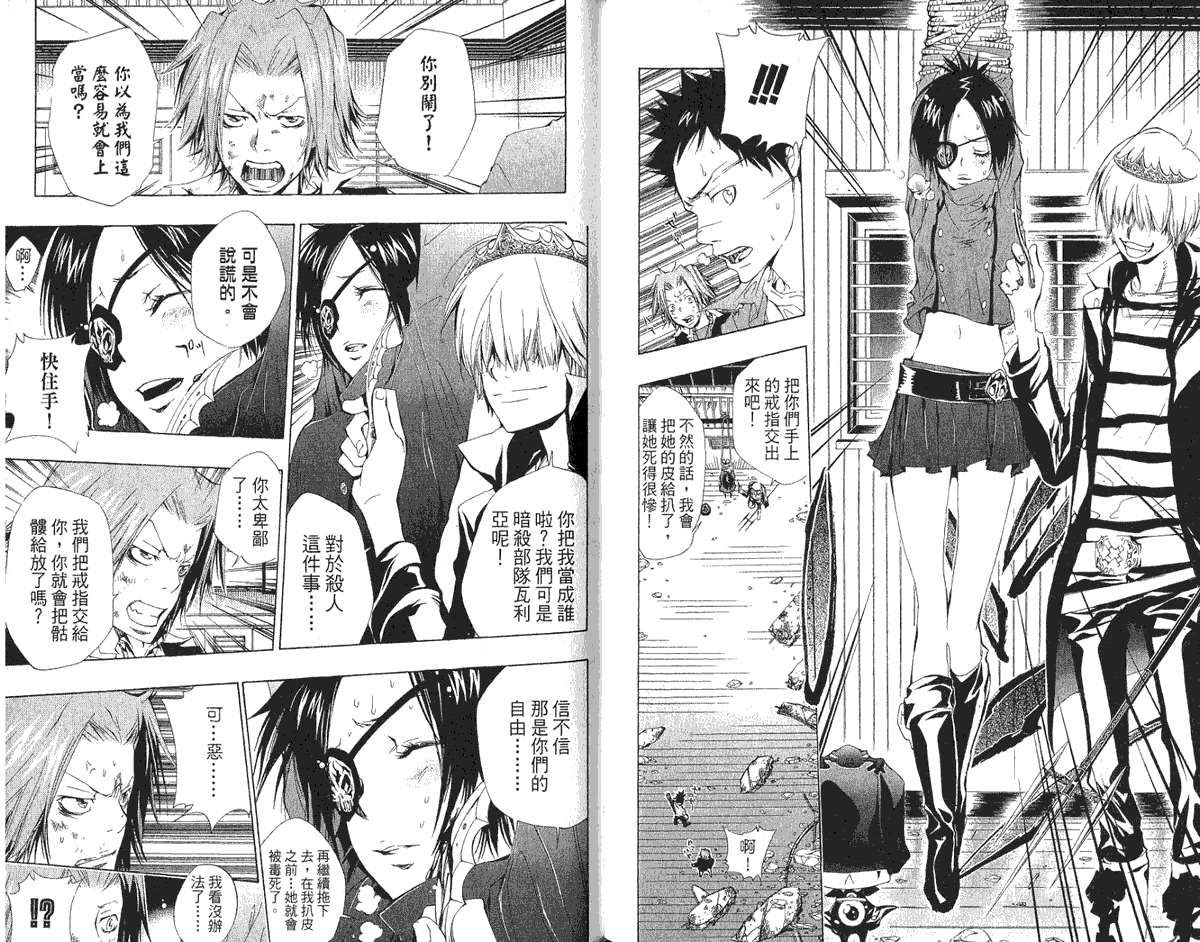 !!!
把你們手上
的戒指交出
來吧！
不然的話，我會
把她的皮給扒了，
讓她死得很慘！
啊！
你別鬧了！
你以為我們這
麼容易就會上
當嗎？
你把我當成誰
啦？我們可是
暗殺部隊瓦利
亞呢！
對於殺人
這件事……
可是不會
說謊的。
啊…
快住手！
你太卑鄙
了……
我們把戒指給
你，你就會把骷
髏給放了嗎？
信不信
那是你們的
自由……
再繼續拖下
去，在我扒皮
之前…她就會
被毒死了。
可…惡……
我看沒辦
法了……
!?